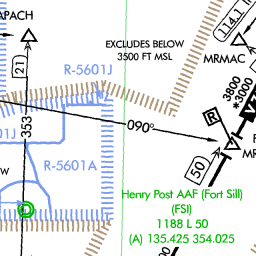 APACH
114.1
EXCLUDES BELOW
3500 FT MSL
MRMAC
21
R-5601J
3800
*3000
V
R
01J
353
090°
R-5601A
50
W
MR
Henry Post AAF (Fort Sill)
(FSI)
1188 L 50
(A) 135.425 354.025